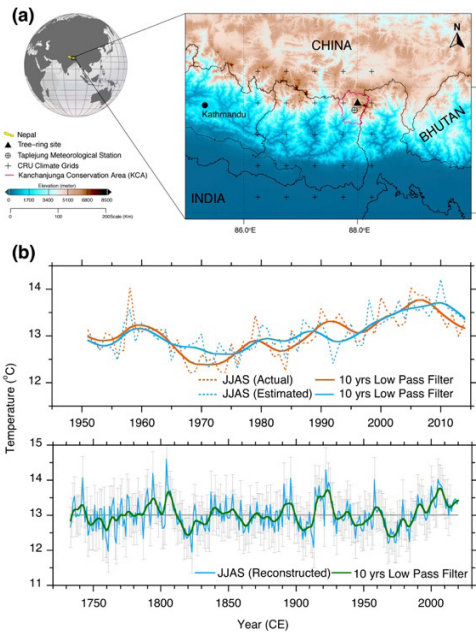 (a)
CHINA
N
Kathmandu
BHUTAN
INDIA
Nepal
Tree-ring site
Taplejung Meteorological Station
CRU Climate Grids
Kanchanjunga Conservation Area (KCA)
Elevation (meter)
0 1700 3400 5100 6800 8500
0 100 200 Scale (Km)
86.0°E 88.0°E
(b)
14
13
12
JJAS (Actual) 10 yrs Low Pass Filter
JJAS (Estimated) 10 yrs Low Pass Filter
1950 1960 1970 1980 1990 2000 2010
Temperature (°C)
15
14
13
12
11
JJAS (Reconstructed) 10 yrs Low Pass Filter
1750 1800 1850 1900 1950 2000
Year (CE)